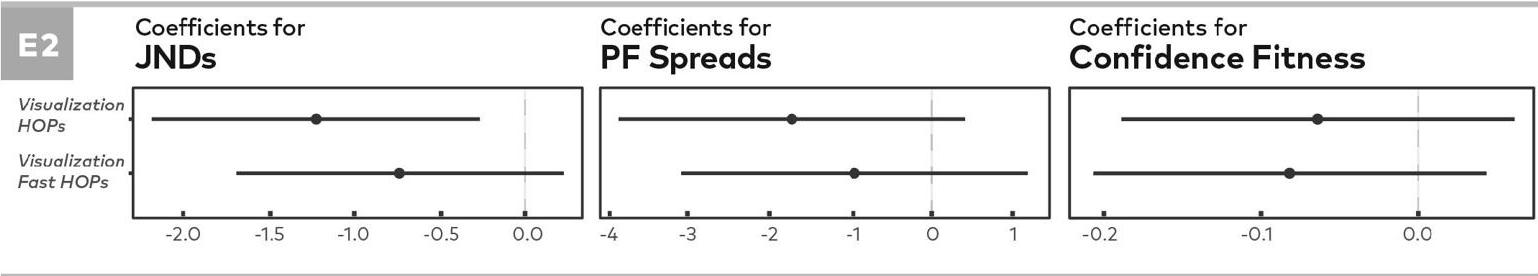 E2
Coefficients for
JNDs
Coefficients for
PF Spreads
Coefficients for
Confidence Fitness
Visualization
HOPs
Visualization
Fast HOPs
-2.0 -1.5 -1.0 -0.5 0.0
-4 -3 -2 -1 0 1
-0.2 -0.1 0.0